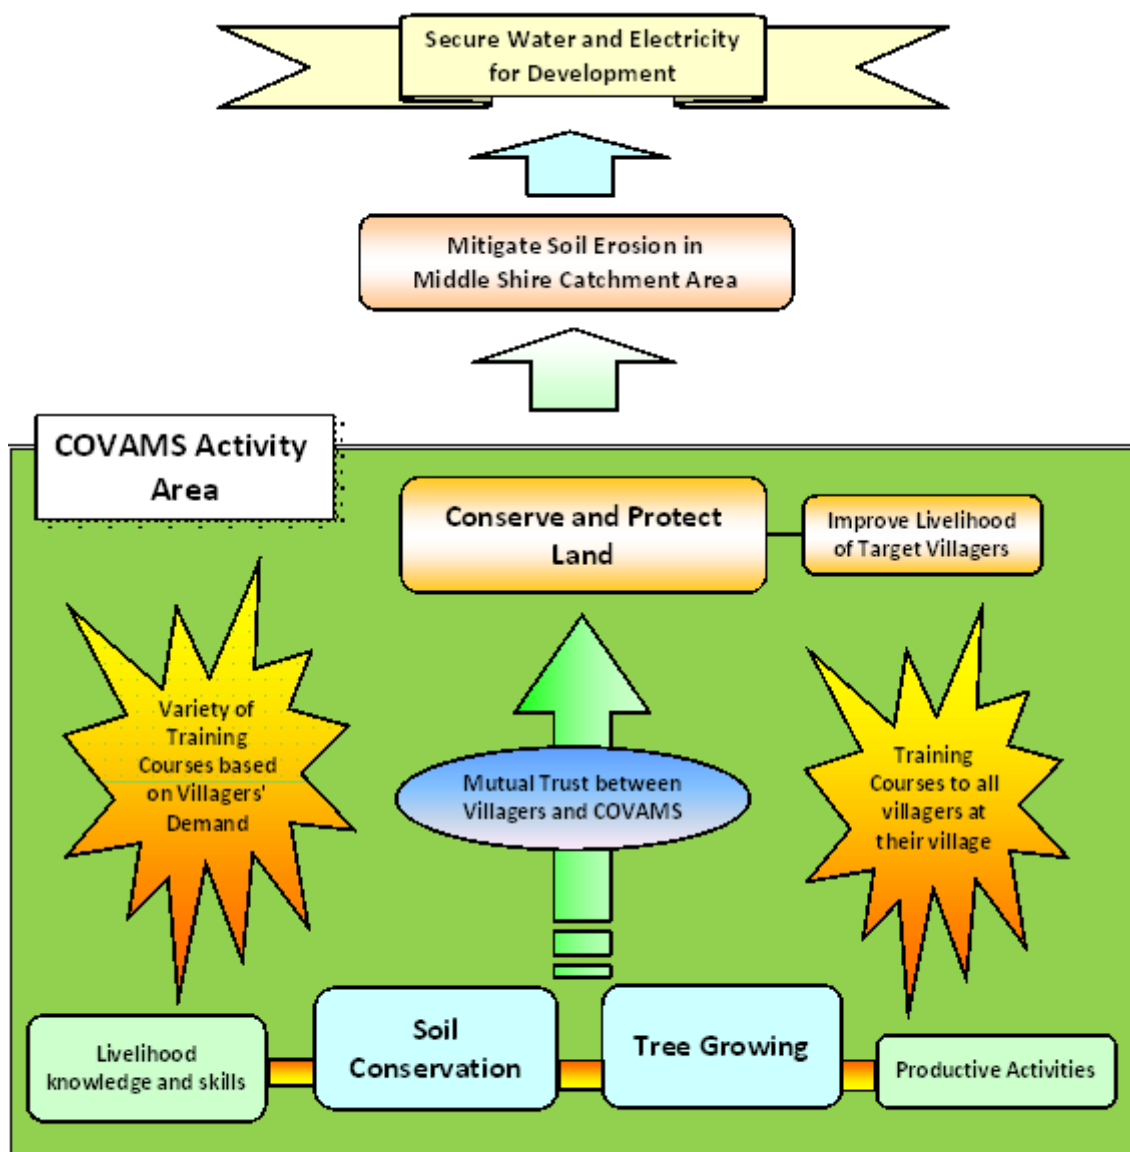 Secure Water and Electricity
for Development
Mitigate Soil Erosion in
Middle Shire Catchment Area
COVAMS Activity
Area
Conserve and Protect
Land
Improve Livelihood
of Target Villagers
Variety of
Training
Courses based
on Villagers'
Demand
Mutual Trust between
Villagers and COVAMS
Training
Courses to all
villagers at
their village
Livelihood
knowledge and skills
Soil
Conservation
Tree Growing
Productive Activities